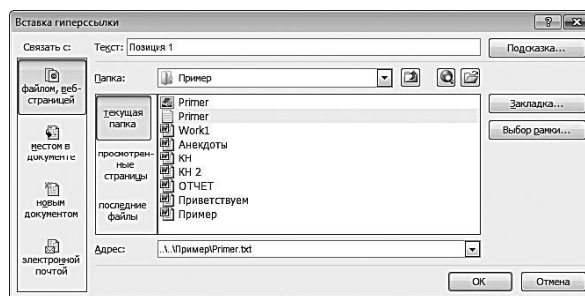 Вставка гиперссылки
Связать с:
Текст: Позиция 1
Подсказка...
файлом, веб-
страницей
Папка:
Пример
местом в
документе
новым
документом
электронной
почтой
текущая
папка
просмотрен-
ные
страницы
последние
файлы
Primer
Primer
Work1
Анекдоты
КН
КН 2
ОТЧЕТ
Приветствуем
Пример
Закладка...
Выбор рамки...
Адрес:
..\..\Пример\Primer.txt
ОК
Отмена